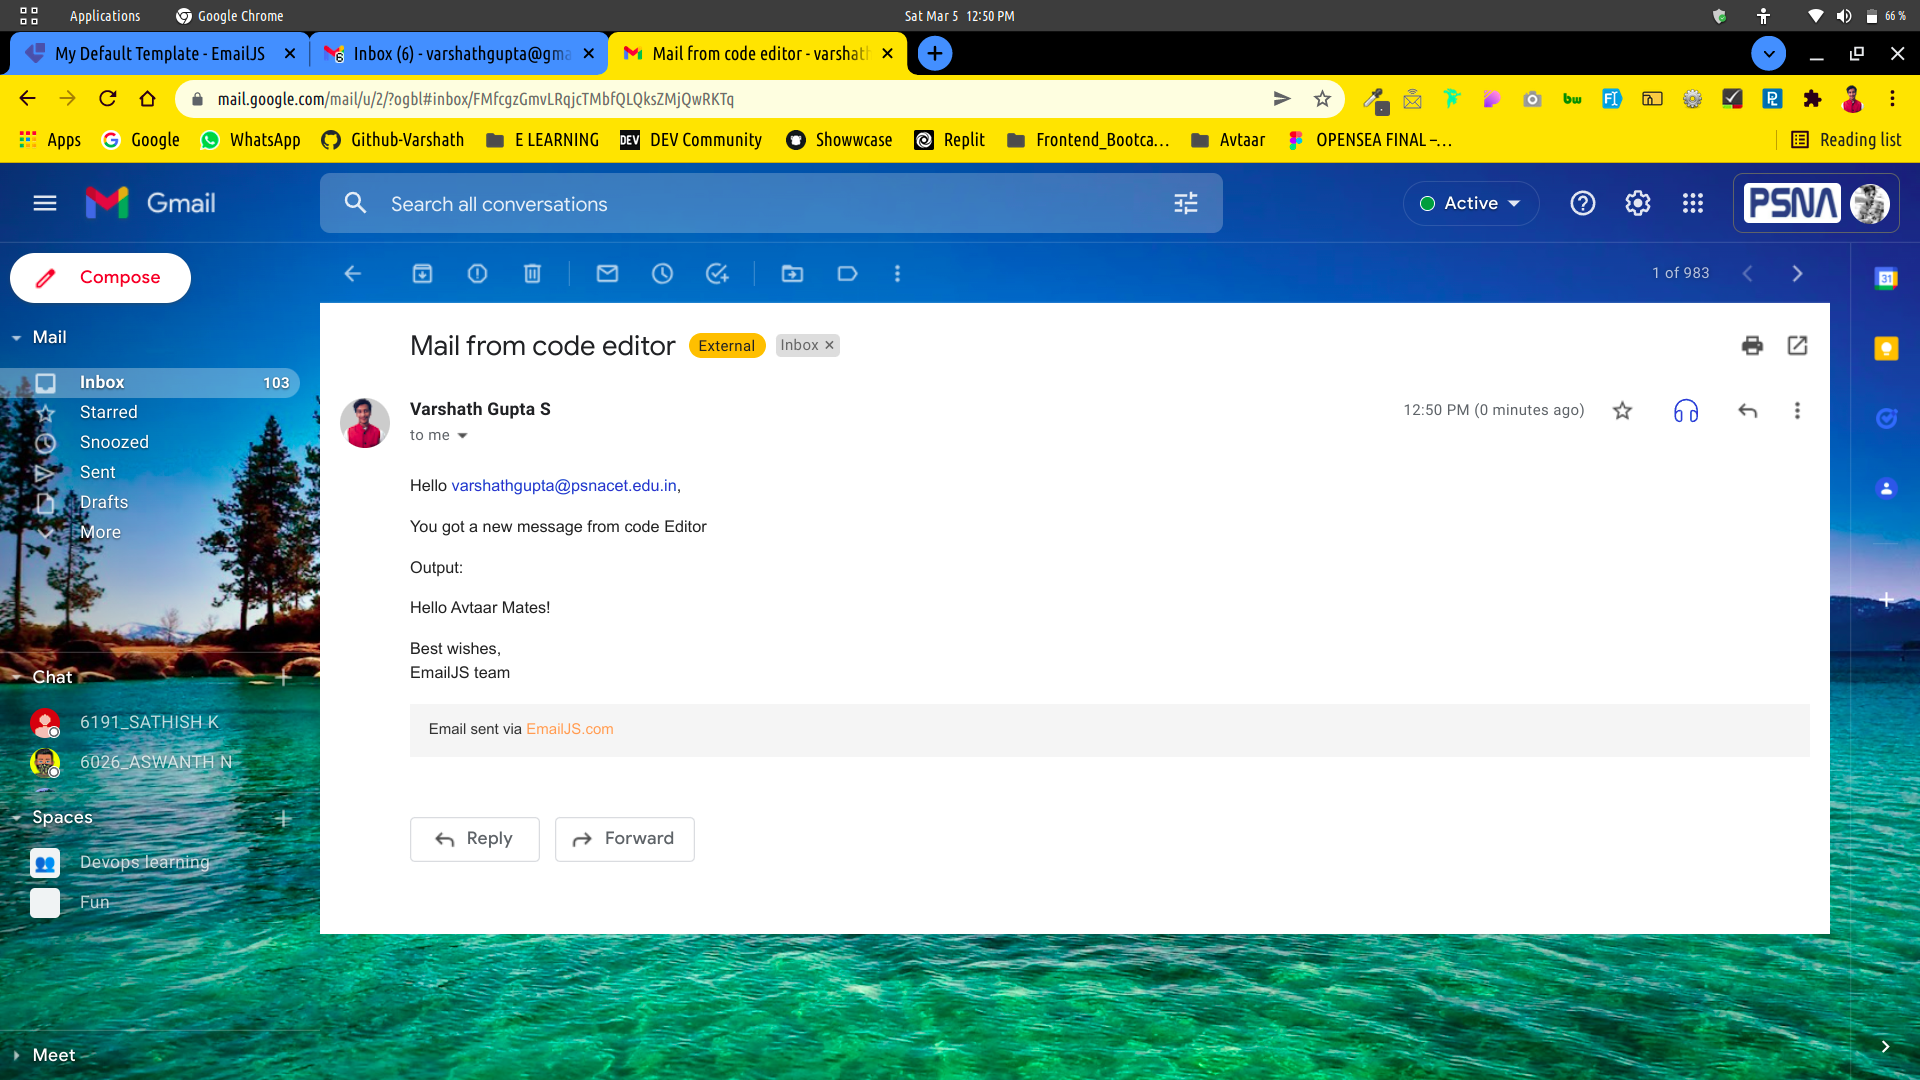 Applications
Google Chrome
Sat Mar 5 12:50 PM
66 %
My Default Template - EmailJS
Inbox (6) - varshathgupta@gma
Mail from code editor - varshath
mail.google.com/mail/u/2/?ogbl#inbox/FMfcgzGmvLRqjcTMbfQLQksZMjQwRKTq
bw
Apps
Google
WhatsApp
Github-Varshath
E LEARNING
DEV
DEV Community
Showwcase
Replit
Frontend_Bootca...
Avtaar
OPENSEA FINAL –...
Reading list
Gmail
Search all conversations
Active
PSNA
Compose
1 of 983
31
Mail
Inbox
103
Starred
Snoozed
Sent
Drafts
More
Chat
6191_SATHISH K
6026_ASWANTH N
Spaces
Devops learning
Fun
Meet
Mail from code editor
External
Inbox
Varshath Gupta S
12:50 PM (0 minutes ago)
to me
Hello varshathgupta@psnacet.edu.in,
You got a new message from code Editor
Output:
Hello Avtaar Mates!
Best wishes,
EmailJS team
Email sent via EmailJS.com
Reply
Forward